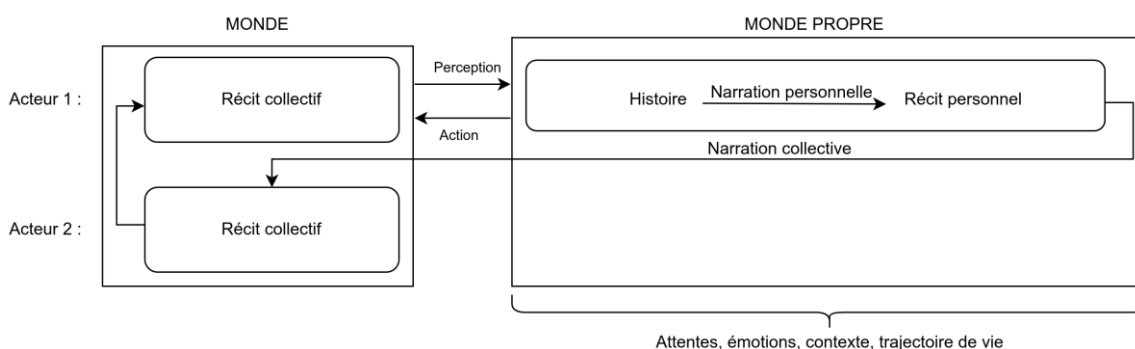 MONDE
MONDE PROPRE
Perception
Acteur 1 :
Récit collectif
Histoire
Narration personnelle
Récit personnel
Action
Narration collective
Acteur 2 :
Récit collectif
Attentes, émotions, contexte, trajectoire de vie